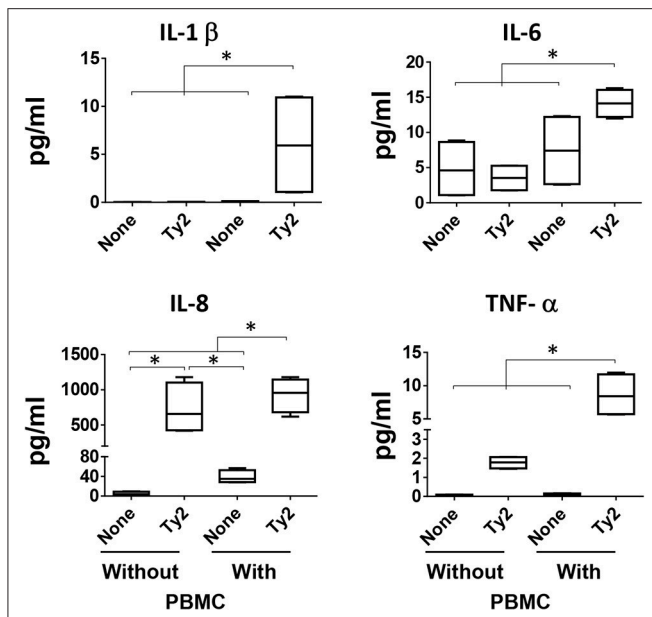 IL-1 β
*
pg/ml
15
10
5
0
None
Ty2
None
Ty2
IL-6
*
pg/ml
20
15
10
5
0
None
Ty2
None
Ty2
IL-8
*
*
*
pg/ml
1500
1000
500
80
40
0
None
Ty2
None
Ty2
Without
With
PBMC
TNF- α
*
pg/ml
15
10
5
3
2
1
0
None
Ty2
None
Ty2
Without
With
PBMC